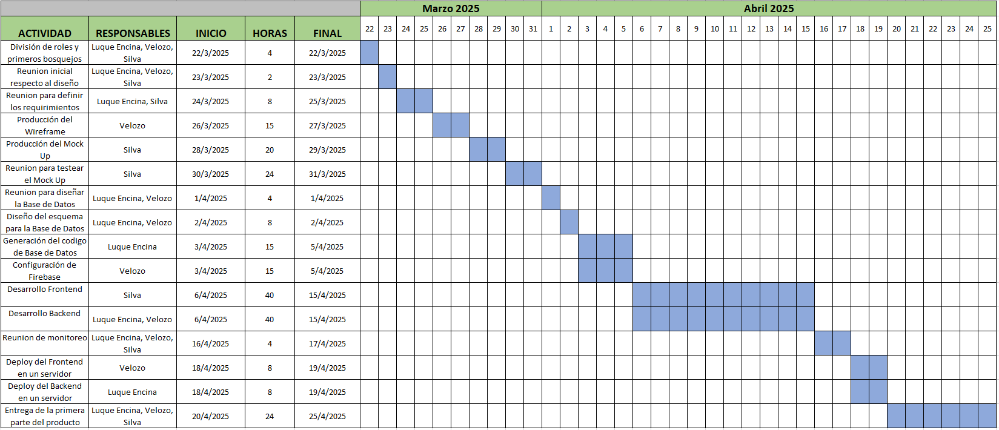 Marzo 2025 Abril 2025
ACTIVIDAD RESPONSABLES INICIO HORAS FINAL 22 23 24 25 26 27 28 29 30 31 1 2 3 4 5 6 7 8 9 10 11 12 13 14 15 16 17 18 19 20 21 22 23 24 25
División de roles y
primeros bosquejos
Luque Encina, Velozo,
Silva
22/3/2025 4 22/3/2025
Reunion inicial
respecto al diseño
Luque Encina, Velozo,
Silva
23/3/2025 2 23/3/2025
Reunion para definir
los requirimientos
Luque Encina, Silva 24/3/2025 8 25/3/2025
Producción del
Wireframe
Velozo 26/3/2025 15 27/3/2025
Producción del Mock
Up
Silva 28/3/2025 20 29/3/2025
Reunion para testear
el Mock Up
Silva 30/3/2025 24 31/3/2025
Reunion para diseñar
la Base de Datos
Luque Encina, Velozo 1/4/2025 4 1/4/2025
Diseño del esquema
para la Base de Datos
Luque Encina, Velozo 2/4/2025 8 2/4/2025
Generación del codigo
de Base de Datos
Luque Encina 3/4/2025 15 5/4/2025
Configuración de
Firebase
Velozo 3/4/2025 15 5/4/2025
Desarrollo Frontend
Silva 6/4/2025 40 15/4/2025
Desarrollo Backend
Luque Encina, Velozo 6/4/2025 40 15/4/2025
Reunion de monitoreo
Luque Encina, Velozo,
Silva
16/4/2025 4 17/4/2025
Deploy del Frontend
en un servidor
Velozo 18/4/2025 8 19/4/2025
Deploy del Backend
en un servidor
Luque Encina 18/4/2025 8 19/4/2025
Entrega de la primera
parte del producto
Luque Encina, Velozo,
Silva
20/4/2025 24 25/4/2025